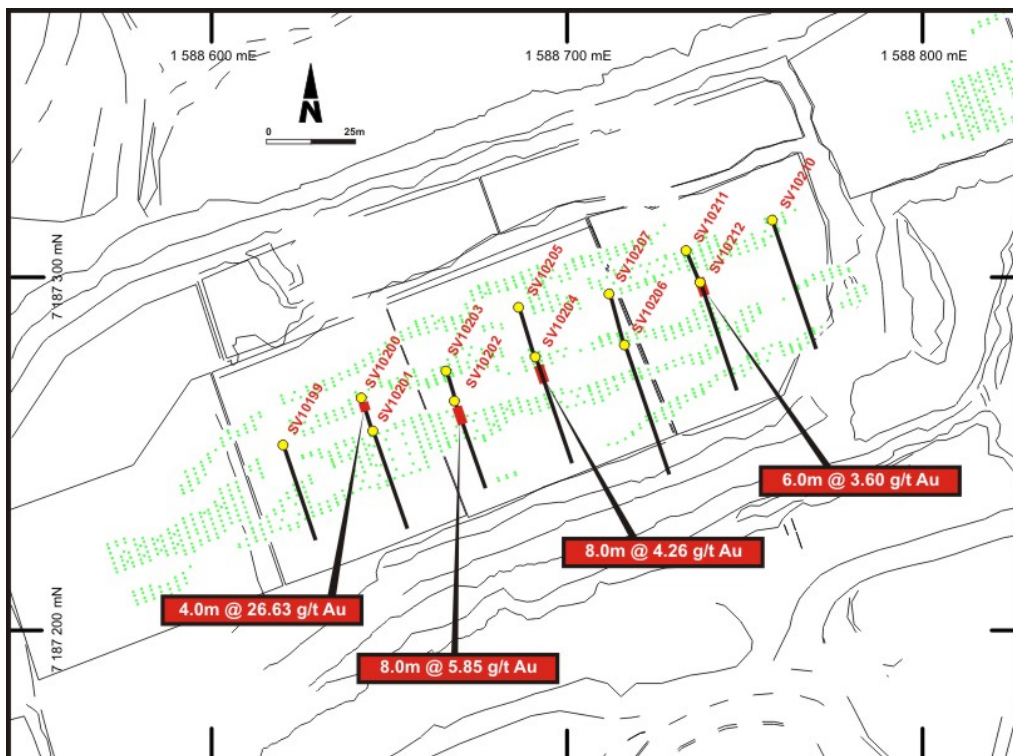 1 588 600 mE
1 588 700 mE
1 588 800 mE
N
0 25m
7 187 300 mN
SV10210
SV10211
SV10212
SV10207
SV10206
SV10205
SV10204
SV10203
SV10202
SV10200
SV10201
SV10199
6.0m @ 3.60 g/t Au
8.0m @ 4.26 g/t Au
4.0m @ 26.63 g/t Au
7 187 200 mN
8.0m @ 5.85 g/t Au